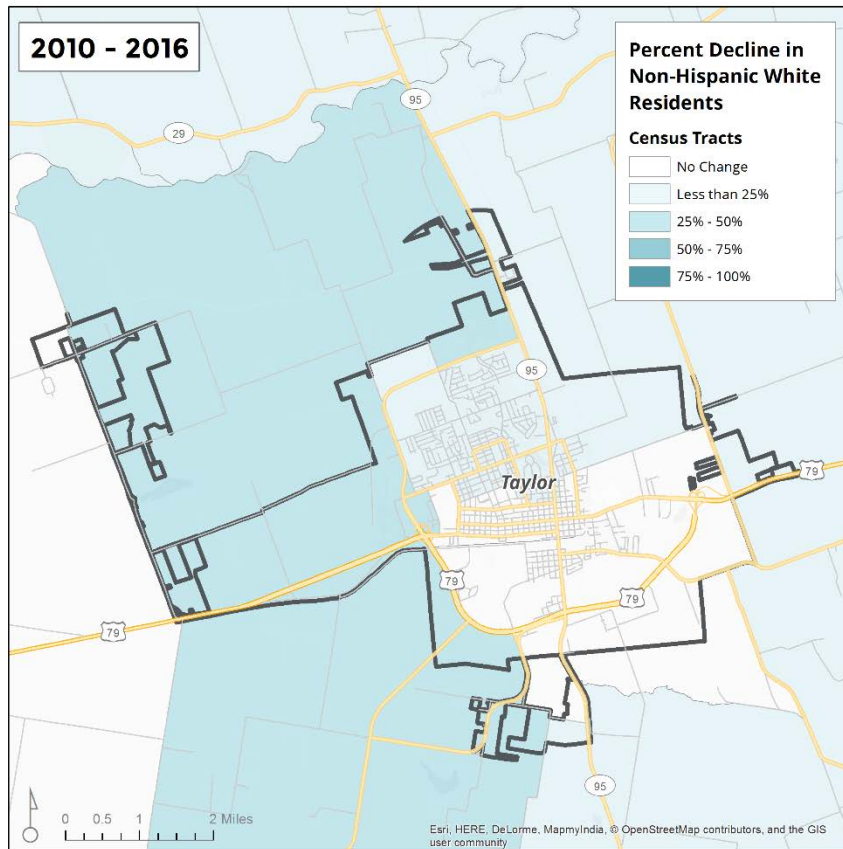 2010 - 2016
Percent Decline in
Non-Hispanic White
Residents
Census Tracts
No Change
Less than 25%
25% - 50%
50% - 75%
75% - 100%
95
29
95
Taylor
79
79
79
79
95
0 0.5 1 2 Miles
Esri, HERE, DeLorme, MapmyIndia, © OpenStreetMap contributors, and the GIS
user community